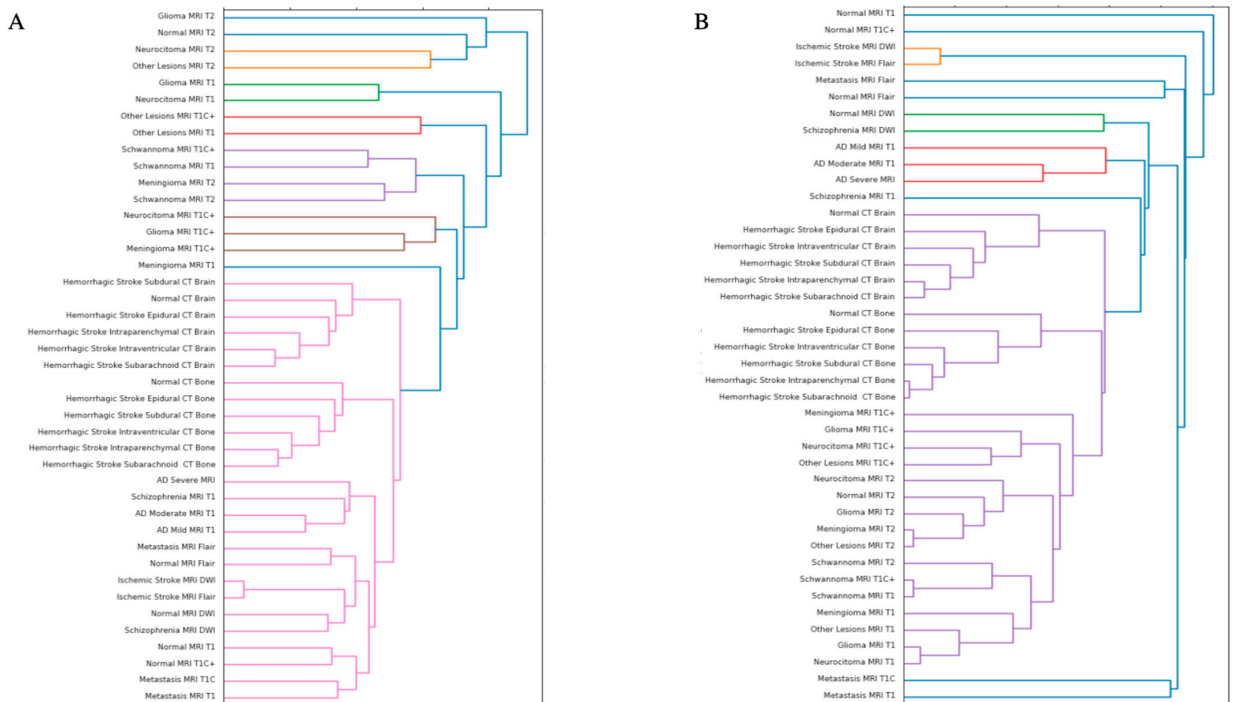 A
Glioma MRI T2
Normal MRI T2
Neurocitoma MRI T2
Other Lesions MRI T2
Glioma MRI T1
Neurocitoma MRI T1
Other Lesions MRI T1C+
Other Lesions MRI T1
Schwannoma MRI T1C+
Schwannoma MRI T1
Meningioma MRI T2
Schwannoma MRI T2
Neurocitoma MRI T1C+
Glioma MRI T1C+
Meningioma MRI T1C+
Meningioma MRI T1
Hemorrhagic Stroke Subdural CT Brain
Normal CT Brain
Hemorrhagic Stroke Epidural CT Brain
Hemorrhagic Stroke Intraparenchymal CT Brain
Hemorrhagic Stroke Intraventricular CT Brain
Hemorrhagic Stroke Subarachnoid CT Brain
Normal CT Bone
Hemorrhagic Stroke Epidural CT Bone
Hemorrhagic Stroke Subdural CT Bone
Hemorrhagic Stroke Intraventricular CT Bone
Hemorrhagic Stroke Intraparenchymal CT Bone
Hemorrhagic Stroke Subarachnoid  CT Bone
AD Severe MRI
Schizophrenia MRI T1
AD Moderate MRI T1
AD Mild MRI T1
Metastasis MRI Flair
Normal MRI Flair
Ischemic Stroke MRI DWI
Ischemic Stroke MRI Flair
Normal MRI DWI
Schizophrenia MRI DWI
Normal MRI T1
Normal MRI T1C+
Metastasis MRI T1C
Metastasis MRI T1
B
Normal MRI T1
Normal MRI T1C+
Ischemic Stroke MRI DWI
Ischemic Stroke MRI Flair
Metastasis MRI Flair
Normal MRI Flair
Normal MRI DWI
Schizophrenia MRI DWI
AD Mild MRI T1
AD Moderate MRI T1
AD Severe MRI
Schizophrenia MRI T1
Normal CT Brain
Hemorrhagic Stroke Epidural CT Brain
Hemorrhagic Stroke Intraventricular CT Brain
Hemorrhagic Stroke Subdural CT Brain
Hemorrhagic Stroke Intraparenchymal CT Brain
Hemorrhagic Stroke Subarachnoid CT Brain
Normal CT Bone
Hemorrhagic Stroke Epidural CT Bone
Hemorrhagic Stroke Intraventricular CT Bone
Hemorrhagic Stroke Subdural CT Bone
Hemorrhagic Stroke Intraparenchymal CT Bone
Hemorrhagic Stroke Subarachnoid  CT Bone
Meningioma MRI T1C+
Glioma MRI T1C+
Neurocitoma MRI T1C+
Other Lesions MRI T1C+
Neurocitoma MRI T2
Normal MRI T2
Glioma MRI T2
Meningioma MRI T2
Other Lesions MRI T2
Schwannoma MRI T2
Schwannoma MRI T1C+
Schwannoma MRI T1
Meningioma MRI T1
Other Lesions MRI T1
Glioma MRI T1
Neurocitoma MRI T1
Metastasis MRI T1C
Metastasis MRI T1